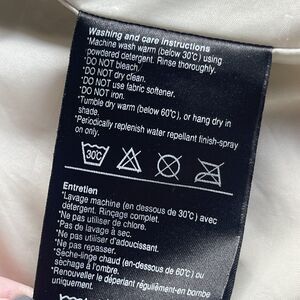 Washing and care instructions
*Machine wash warm (below 30°C) using
powdered detergent. Rinse thoroughly.
*DO NOT bleach.
*DO NOT dry clean.
*DO NOT use fabric softener.
*DO NOT iron.
*Tumble dry warm (below 60°C), or hang dry in
shade.
*Periodically replenish water repellant finish-spray
on only.
30°C
Entretien
*Lavage machine (en dessous de 30°C) avec
détergent. Rinçage complet.
*Ne pas utiliser de chlore.
*Pas de lavage à sec.
*Ne pas utiliser d'adoucissant.
*Ne pas repasser.
*Sèche-linge chaud (en-dessous de 60°C) ou
séchage à l'ombre.
*Renouveller le déperlant régulièrement-en bombe
uniquement.